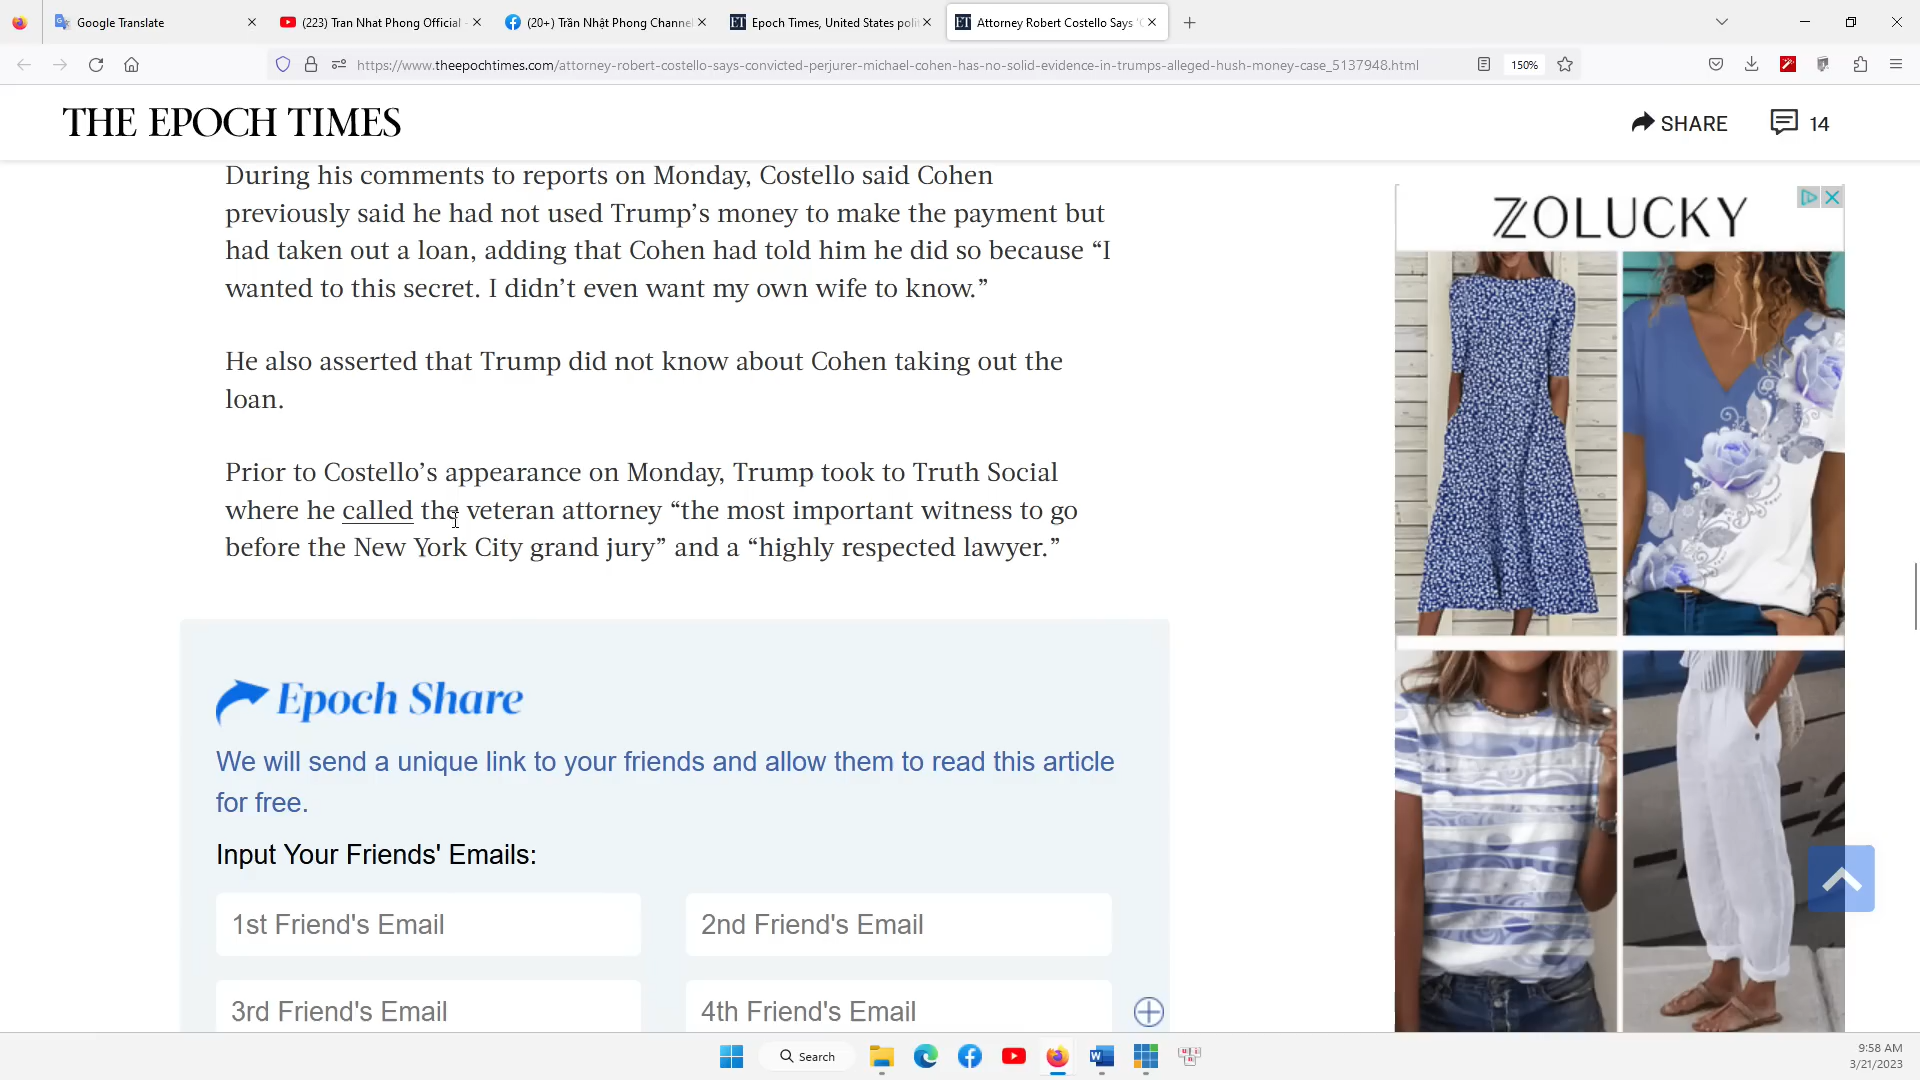 Google Translate
(223) Tran Nhat Phong Official -
(20+) Trần Nhật Phong Channel
Epoch Times, United States poli
Attorney Robert Costello Says '
https://www.theepochtimes.com/attorney-robert-costello-says-convicted-perjurer-michael-cohen-has-no-solid-evidence-in-trumps-alleged-hush-money-case_5137948.html
150%
THE EPOCH TIMES
SHARE
14
During his comments to reports on Monday, Costello said Cohen
previously said he had not used Trump’s money to make the payment but
had taken out a loan, adding that Cohen had told him he did so because “I
wanted to this secret. I didn’t even want my own wife to know.”
He also asserted that Trump did not know about Cohen taking out the
loan.
Prior to Costello’s appearance on Monday, Trump took to Truth Social
where he called the veteran attorney “the most important witness to go
before the New York City grand jury” and a “highly respected lawyer.”
ZOLUCKY
Epoch Share
We will send a unique link to your friends and allow them to read this article
for free.
Input Your Friends' Emails:
1st Friend's Email
2nd Friend's Email
3rd Friend's Email
4th Friend's Email
Search
9:58 AM
3/21/2023